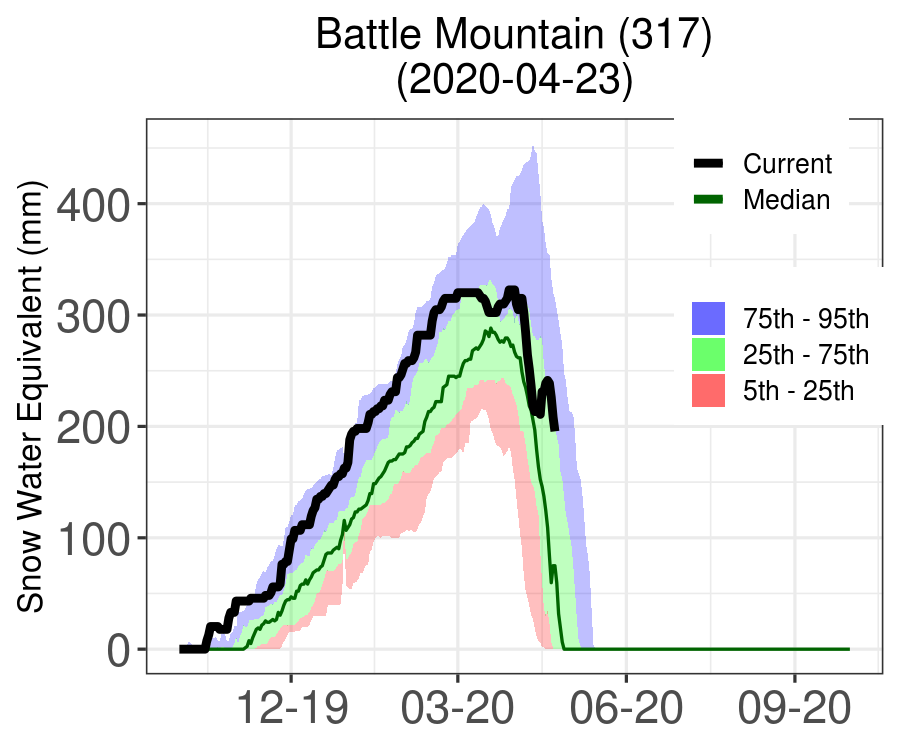 Battle Mountain (317)
(2020-04-23)
Snow Water Equivalent (mm)
400
300
200
100
0
12-19
03-20
06-20
09-20
Current
Median
75th - 95th
25th - 75th
5th - 25th